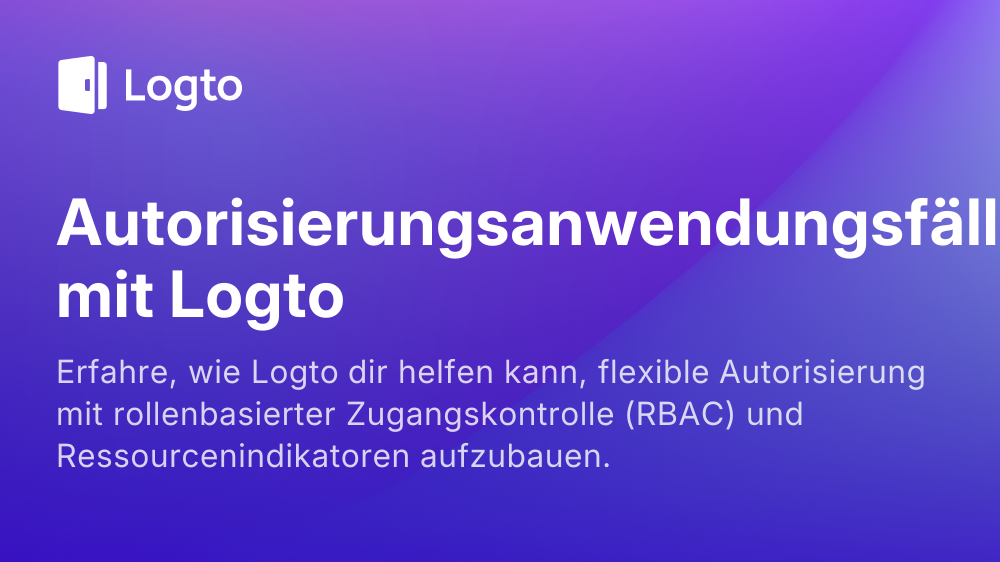 Logto
Autorisierungsanwendungsfäll
mit Logto
Erfahre, wie Logto dir helfen kann, flexible Autorisierung
mit rollenbasierter Zugangskontrolle (RBAC) und
Ressourcenindikatoren aufzubauen.